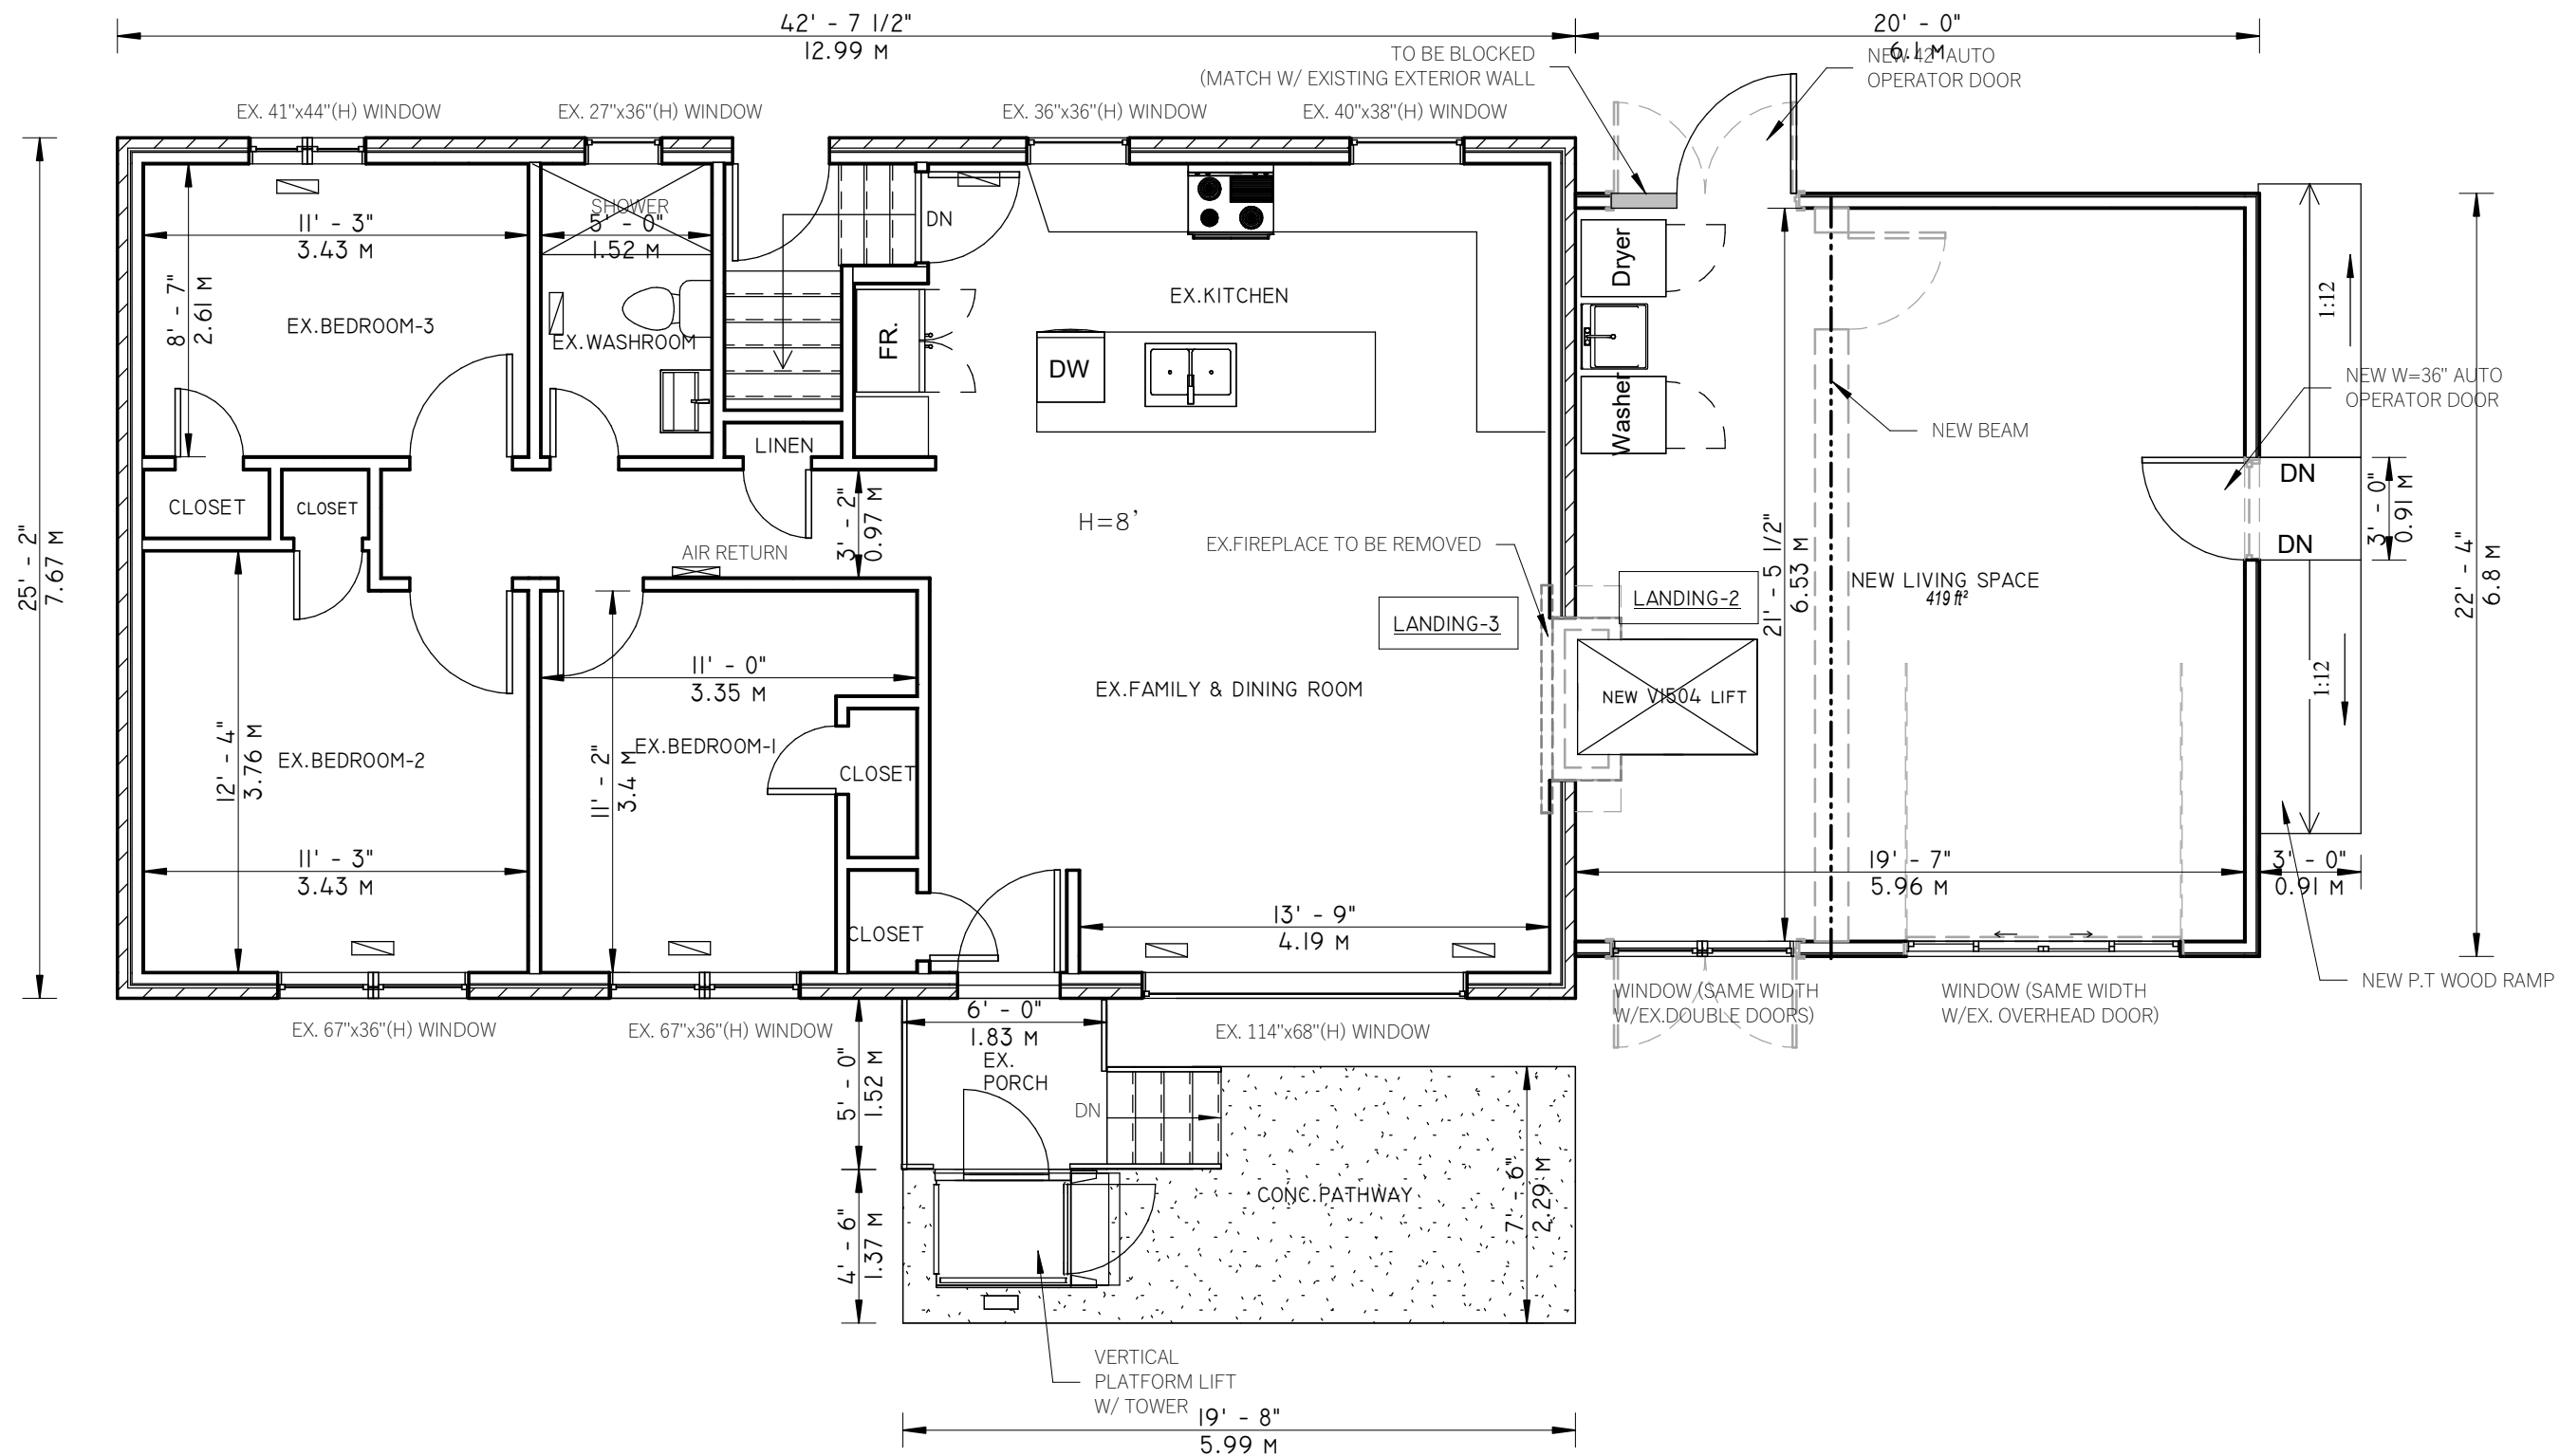 42' - 7 1/2"
12.99 M
20' - 0"
6.1 M
TO BE BLOCKED
(MATCH W/ EXISTING EXTERIOR WALL
NEW 42" AUTO
OPERATOR DOOR
EX. 41"x44"(H) WINDOW
EX. 27"x36"(H) WINDOW
EX. 36"x36"(H) WINDOW
EX. 40"x38"(H) WINDOW
SHOWER
11' - 3"
3.43 M
5' - 0"
1.52 M
DN
8' - 7"
2.61 M
EX.BEDROOM-3
EX.WASHROOM
FR.
EX.KITCHEN
DW
Dryer
Washer
1:12
NEW W=36" AUTO
OPERATOR DOOR
NEW BEAM
LINEN
CLOSET
CLOSET
DN
DN
3' - 0"
0.91 M
3' - 2"
0.97 M
H=8'
AIR RETURN
EX.FIREPLACE TO BE REMOVED
25' - 2"
7.67 M
21' - 5 1/2"
6.53 M
NEW LIVING SPACE
419 ft²
22' - 4"
6.8 M
LANDING-3
LANDING-2
11' - 0"
3.35 M
EX.FAMILY & DINING ROOM
NEW V1504 LIFT
1:12
12' - 4"
3.76 M
EX.BEDROOM-2
11' - 2"
3.4 M
EX.BEDROOM-1
CLOSET
11' - 3"
3.43 M
19' - 7"
5.96 M
3' - 0"
0.91 M
CLOSET
13' - 9"
4.19 M
NEW P.T WOOD RAMP
WINDOW (SAME WIDTH
W/EX.DOUBLE DOORS)
WINDOW (SAME WIDTH
W/EX. OVERHEAD DOOR)
EX. 67"x36"(H) WINDOW
EX. 67"x36"(H) WINDOW
6' - 0"
1.83 M
EX. 114"x68"(H) WINDOW
EX.
PORCH
5' - 0"
1.52 M
DN
4' - 6"
1.37 M
CONC.PATHWAY
7' - 6"
2.29 M
VERTICAL
PLATFORM LIFT
W/ TOWER
19' - 8"
5.99 M